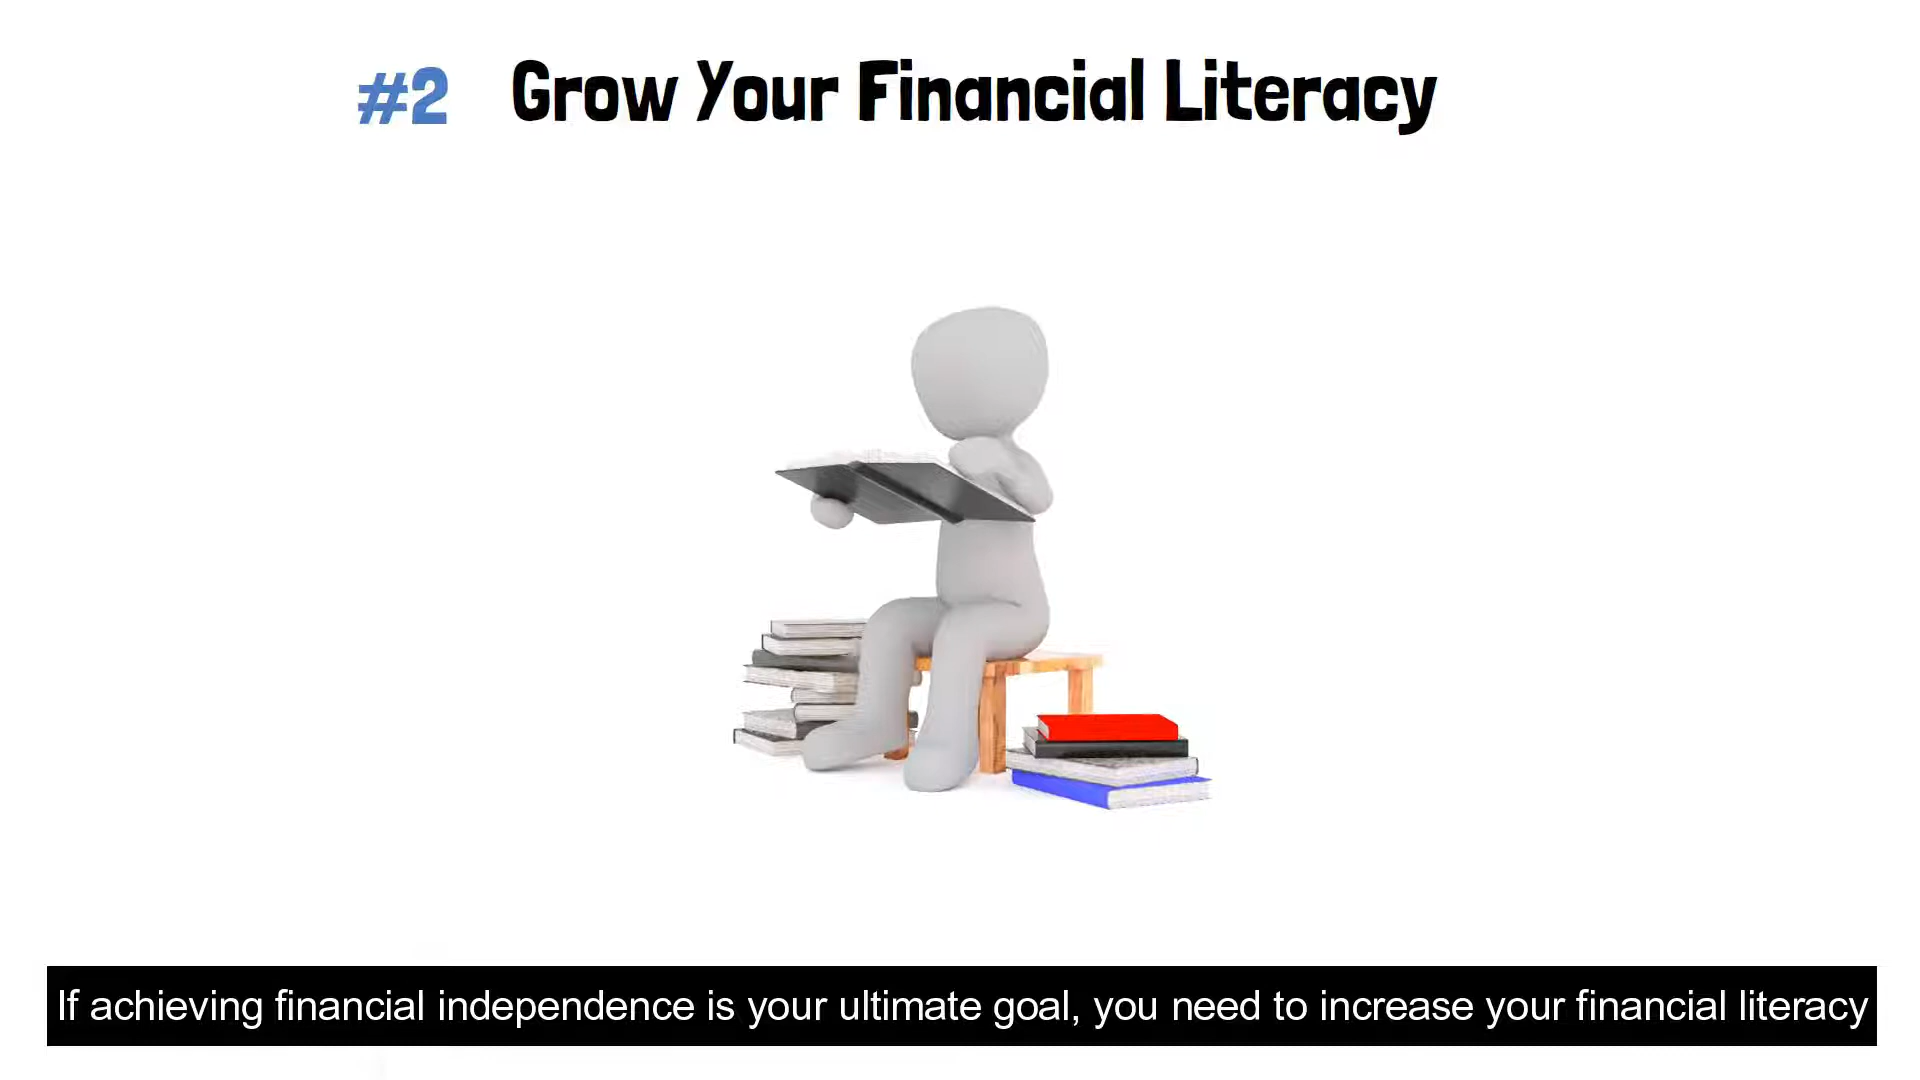 #2 Grow Your Financial Literacy
If achieving financial independence is your ultimate goal, you need to increase your financial literacy